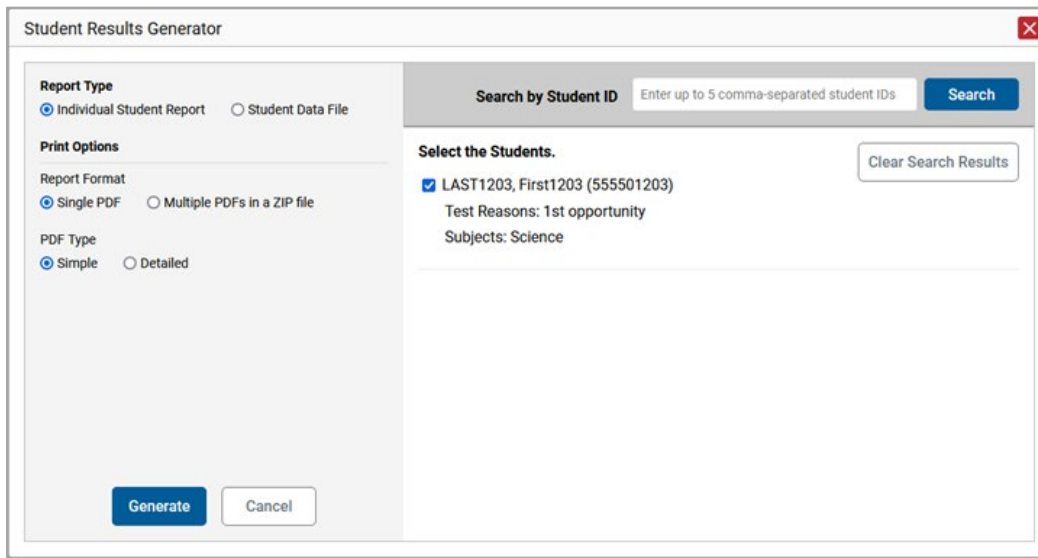 Student Results Generator
Report Type
Individual Student Report Student Data File
Print Options
Report Format
Single PDF Multiple PDFs in a ZIP file
PDF Type
Simple Detailed
Generate Cancel
Search by Student ID Enter up to 5 comma-separated student IDs Search
Select the Students.
Clear Search Results
LAST1203, First1203 (555501203)
Test Reasons: 1st opportunity
Subjects: Science